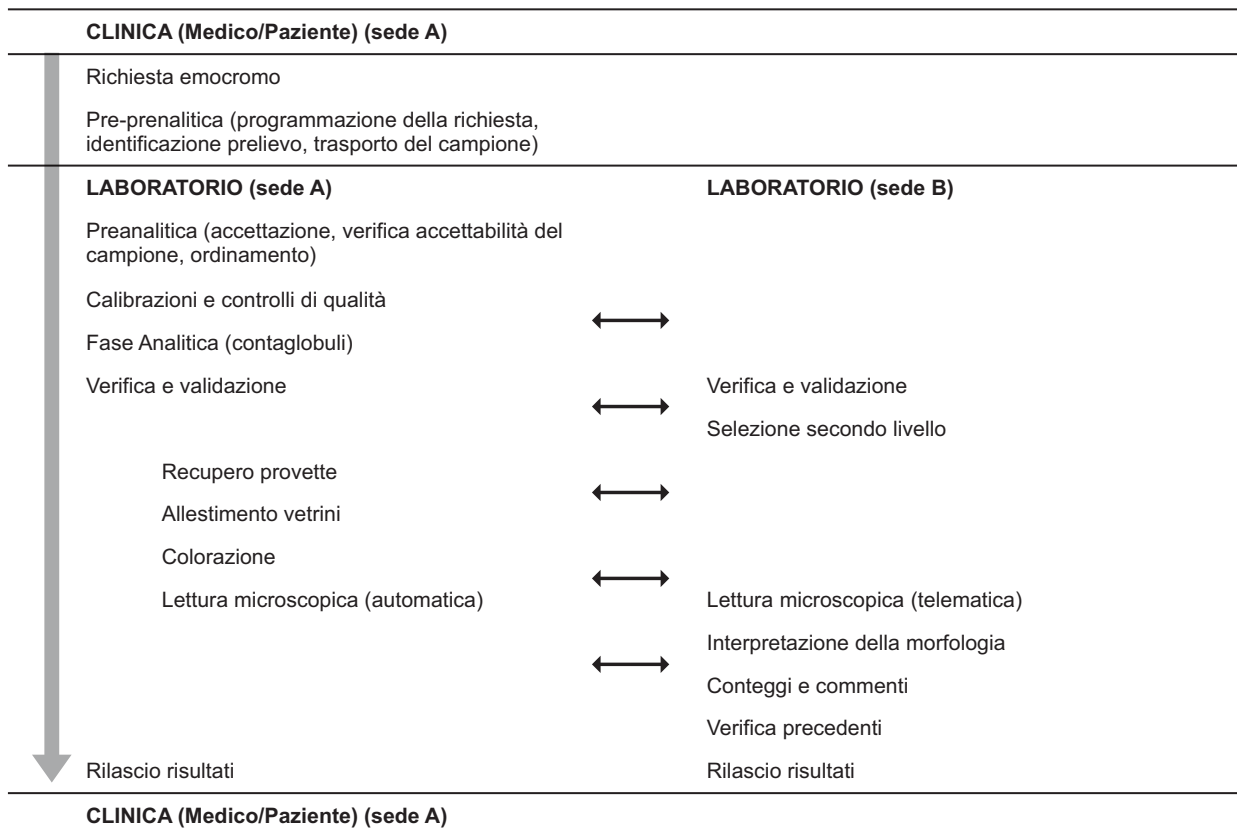 CLINICA (Medico/Paziente) (sede A)
Richiesta emocromo
Pre-prenalitica (programmazione della richiesta,
identificazione prelievo, trasporto del campione)
LABORATORIO (sede A)
LABORATORIO (sede B)
Preanalitica (accettazione, verifica accettabilità del
campione, ordinamento)
Calibrazioni e controlli di qualità
Fase Analitica (contaglobuli)
Verifica e validazione
Verifica e validazione
Selezione secondo livello
Recupero provette
Allestimento vetrini
Colorazione
Lettura microscopica (automatica)
Lettura microscopica (telematica)
Interpretazione della morfologia
Conteggi e commenti
Verifica precedenti
Rilascio risultati
Rilascio risultati
CLINICA (Medico/Paziente) (sede A)